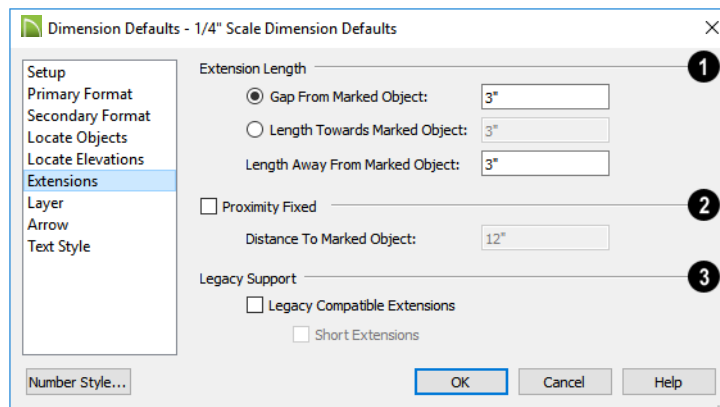 Dimension Defaults - 1/4" Scale Dimension Defaults
Setup
Primary Format
Secondary Format
Locate Objects
Locate Elevations
Extensions
Layer
Arrow
Text Style
Extension Length
1
Gap From Marked Object: 3"
Length Towards Marked Object: 3"
Length Away From Marked Object: 3"
Proximity Fixed
2
Distance To Marked Object: 12"
Legacy Support
3
Legacy Compatible Extensions
Short Extensions
Number Style... OK Cancel Help